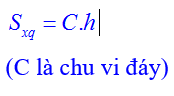 S_xq = C.h
(C là chu vi đáy)